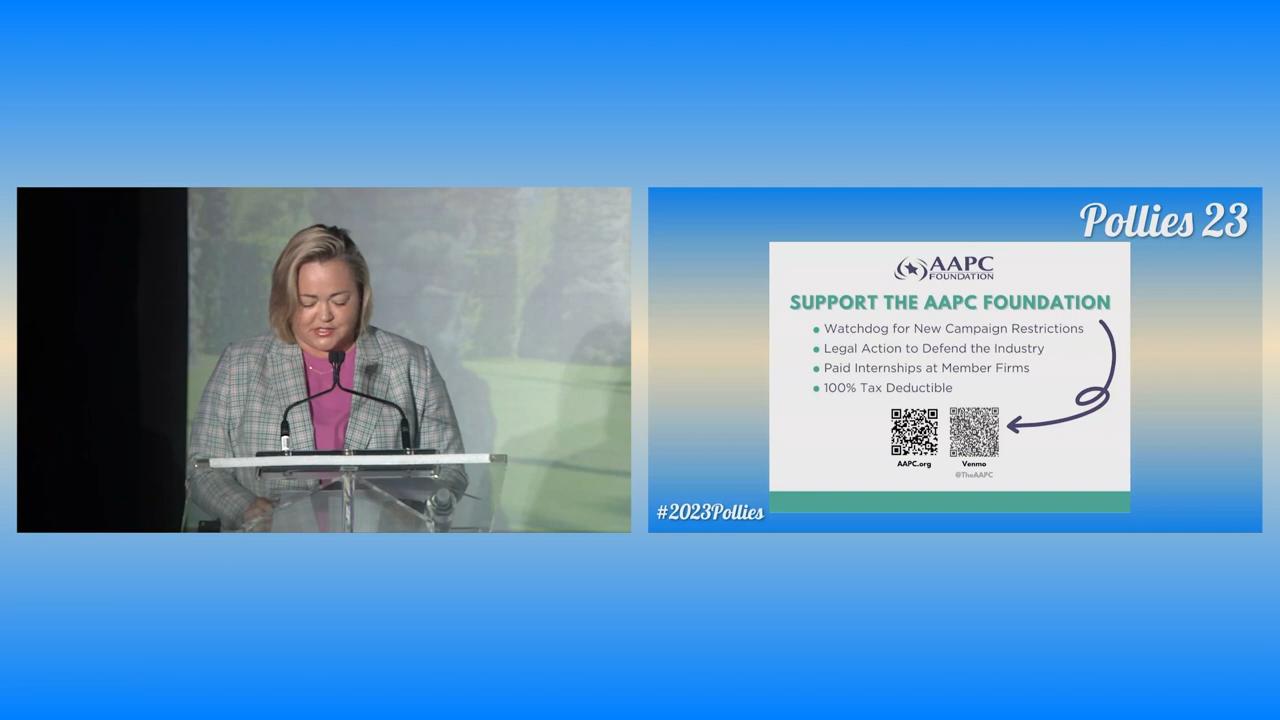 Pollies 23
AAPC
FOUNDATION
SUPPORT THE AAPC FOUNDATION
Watchdog for New Campaign Restrictions
Legal Action to Defend the Industry
Paid Internships at Member Firms
100% Tax Deductible
AAPC.org
Venmo
@TheAAPC
#2023Pollies